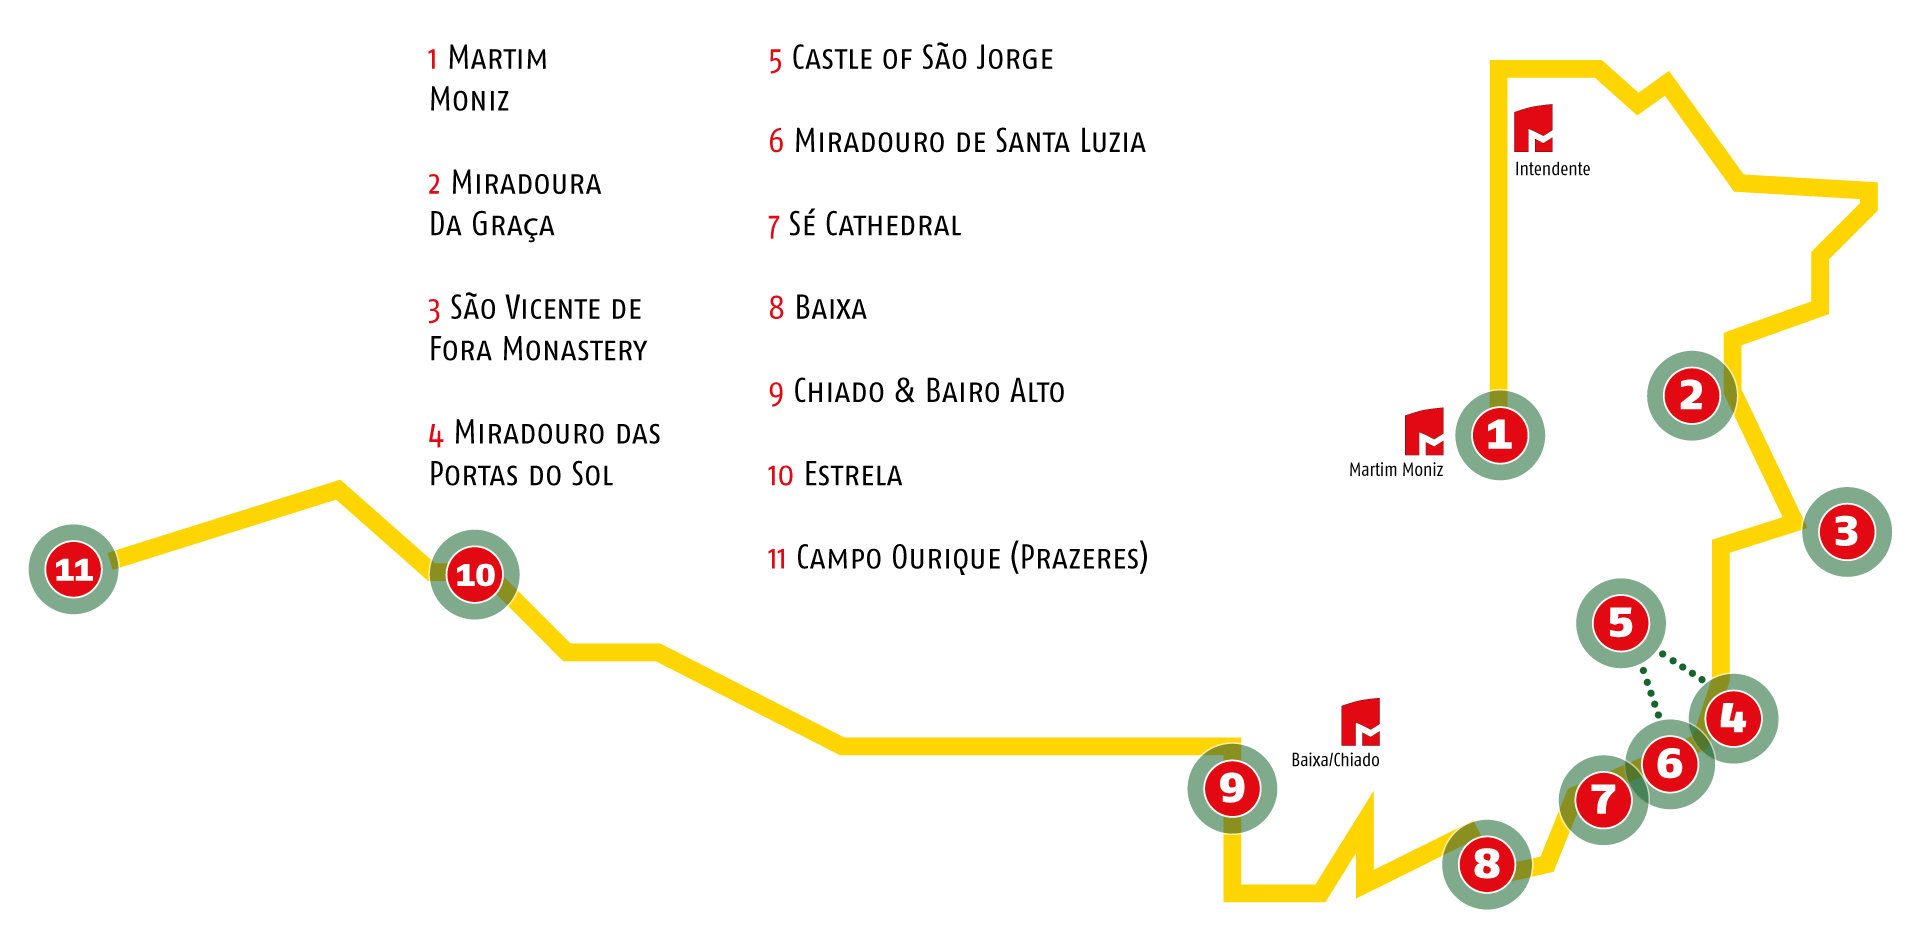 1 Martim
Moniz
2 Miradoura
Da Graça
3 São Vicente de
Fora Monastery
4 Miradouro das
Portas do Sol
5 Castle of São Jorge
6 Miradouro de Santa Luzia
7 Sé Cathedral
8 Baixa
9 Chiado & Bairo Alto
10 Estrela
11 Campo Ourique (Prazeres)
Intendente
Martim Moniz
Baixa/Chiado
1
2
3
4
5
6
7
8
9
10
11